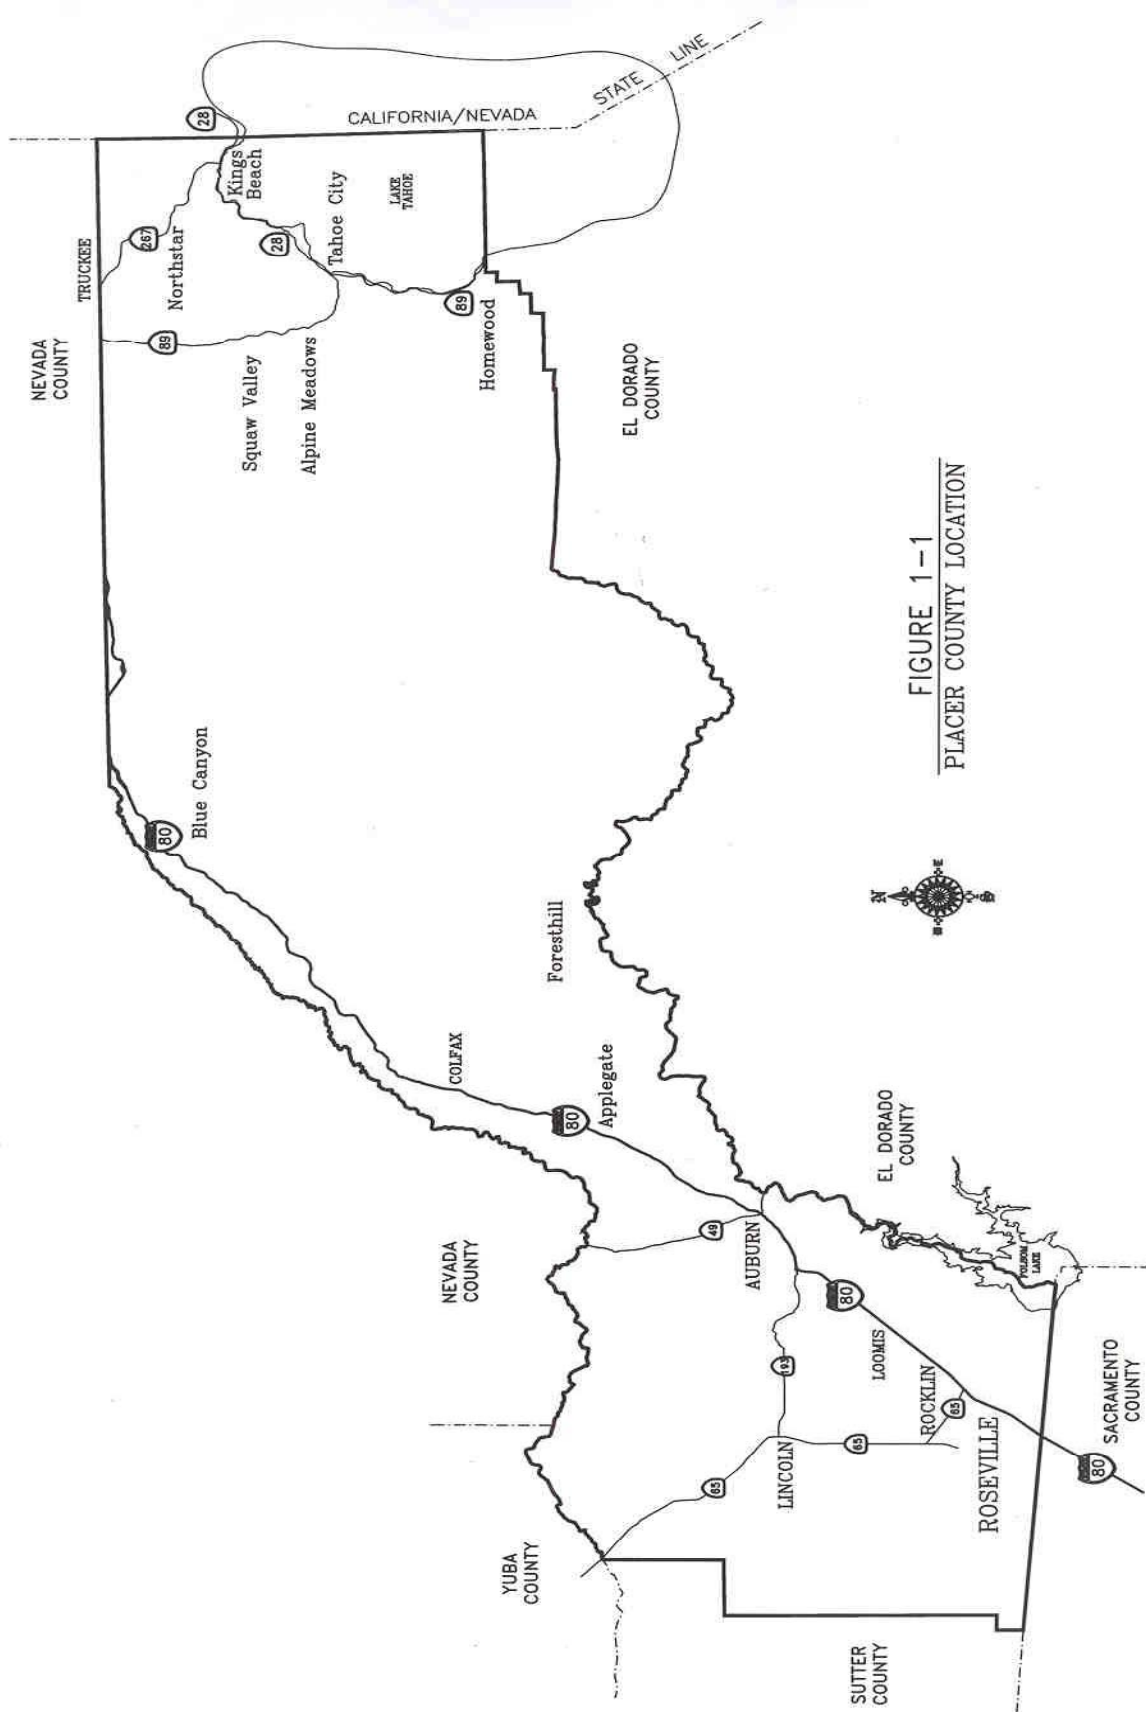 NEVADA
COUNTY
TRUCKEE
28
CALIFORNIA/NEVADA
STATE LINE
267
Kings
Beach
Northstar
28
Tahoe City
LAKE
TAHOE
89
Squaw Valley
Alpine Meadows
89
Homewood
EL DORADO
COUNTY
80
Blue Canyon
Foresthill
COLFAX
80
Applegate
NEVADA
COUNTY
49
AUBURN
EL DORADO
COUNTY
FOLSOM
LAKE
80
193
LOOMIS
YUBA
COUNTY
65
LINCOLN
65
ROCKLIN
65
ROSEVILLE
80
SACRAMENTO
COUNTY
SUTTER
COUNTY
N
E
S
W
FIGURE 1-1
PLACER COUNTY LOCATION